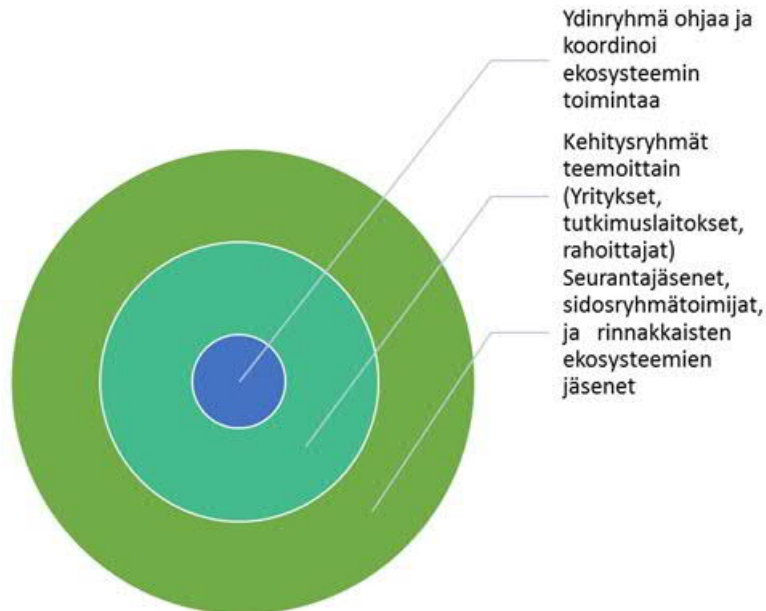 Ydinryhmä ohjaa ja
koordinoi
ekosysteemin
toimintaa
Kehitysryhmät
teemoittain
(Yritykset,
tutkimuslaitokset,
rahoittajat)
Seurantajäsenet,
sidosryhmätoimijat,
ja rinnakkaisten
ekosysteemien
jäsenet